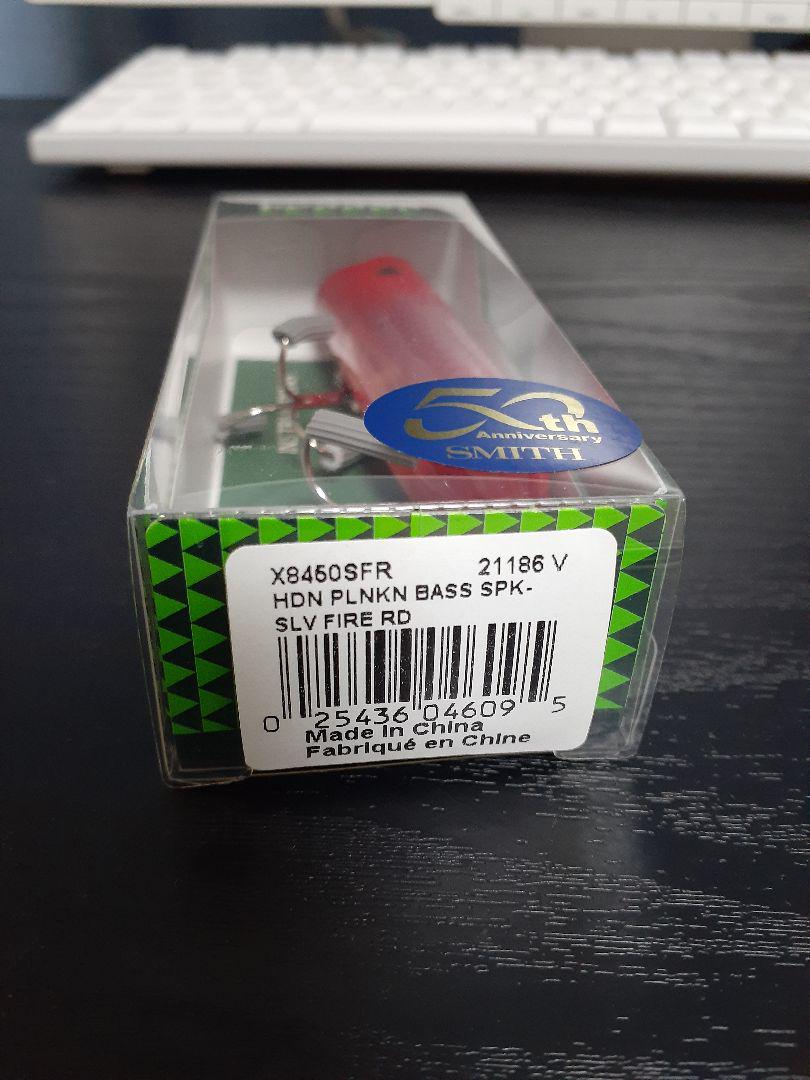 50th
Anniversary
SMITH
X8450SFR 21186 V
HDN PLNKN BASS SPK-
SLV FIRE RD
0 25436 04609 5
Made in China
Fabriqué en Chine